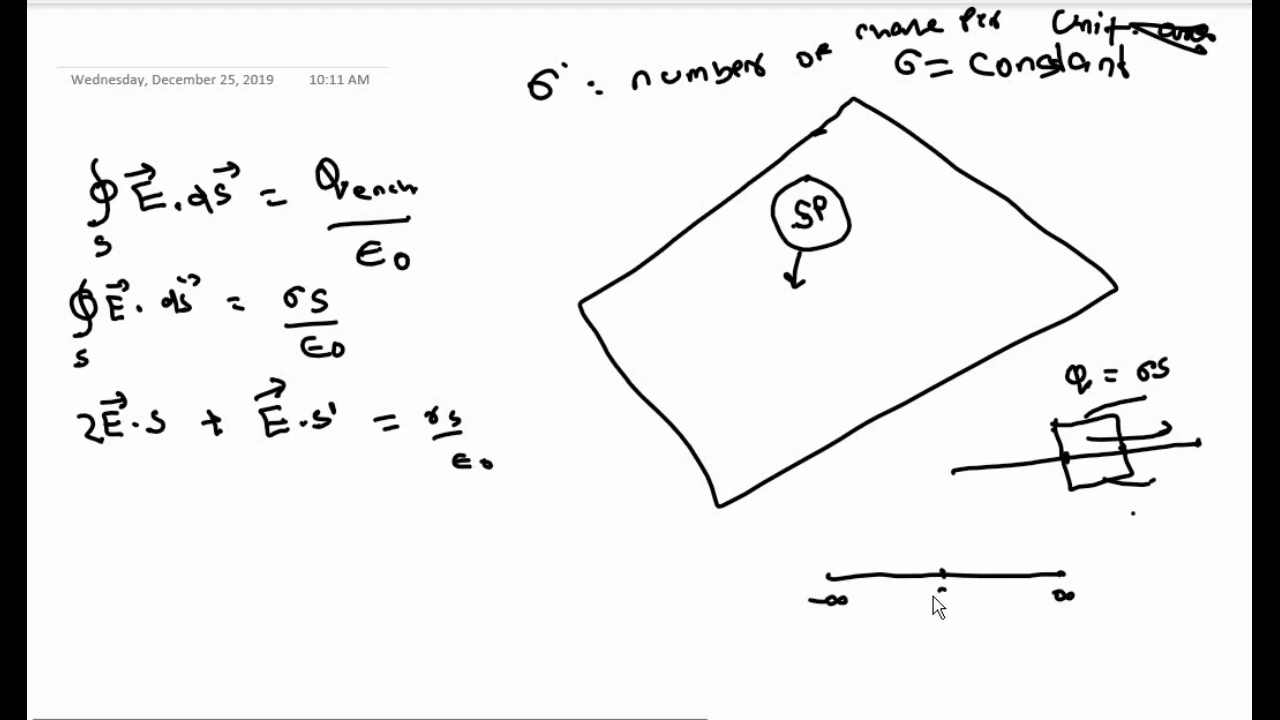 Wednesday, December 25, 2019 10:11 AM
σ : number of charge per unit
σ = constant
∮ₛ E⃗ . dS⃗ = Qench / ε0
SP
∮ₛ E⃗ . ds⃗ = σS / ε0
φ = σS
2E⃗ . S + E⃗ . S' = σs / ε0
-∞ ∞